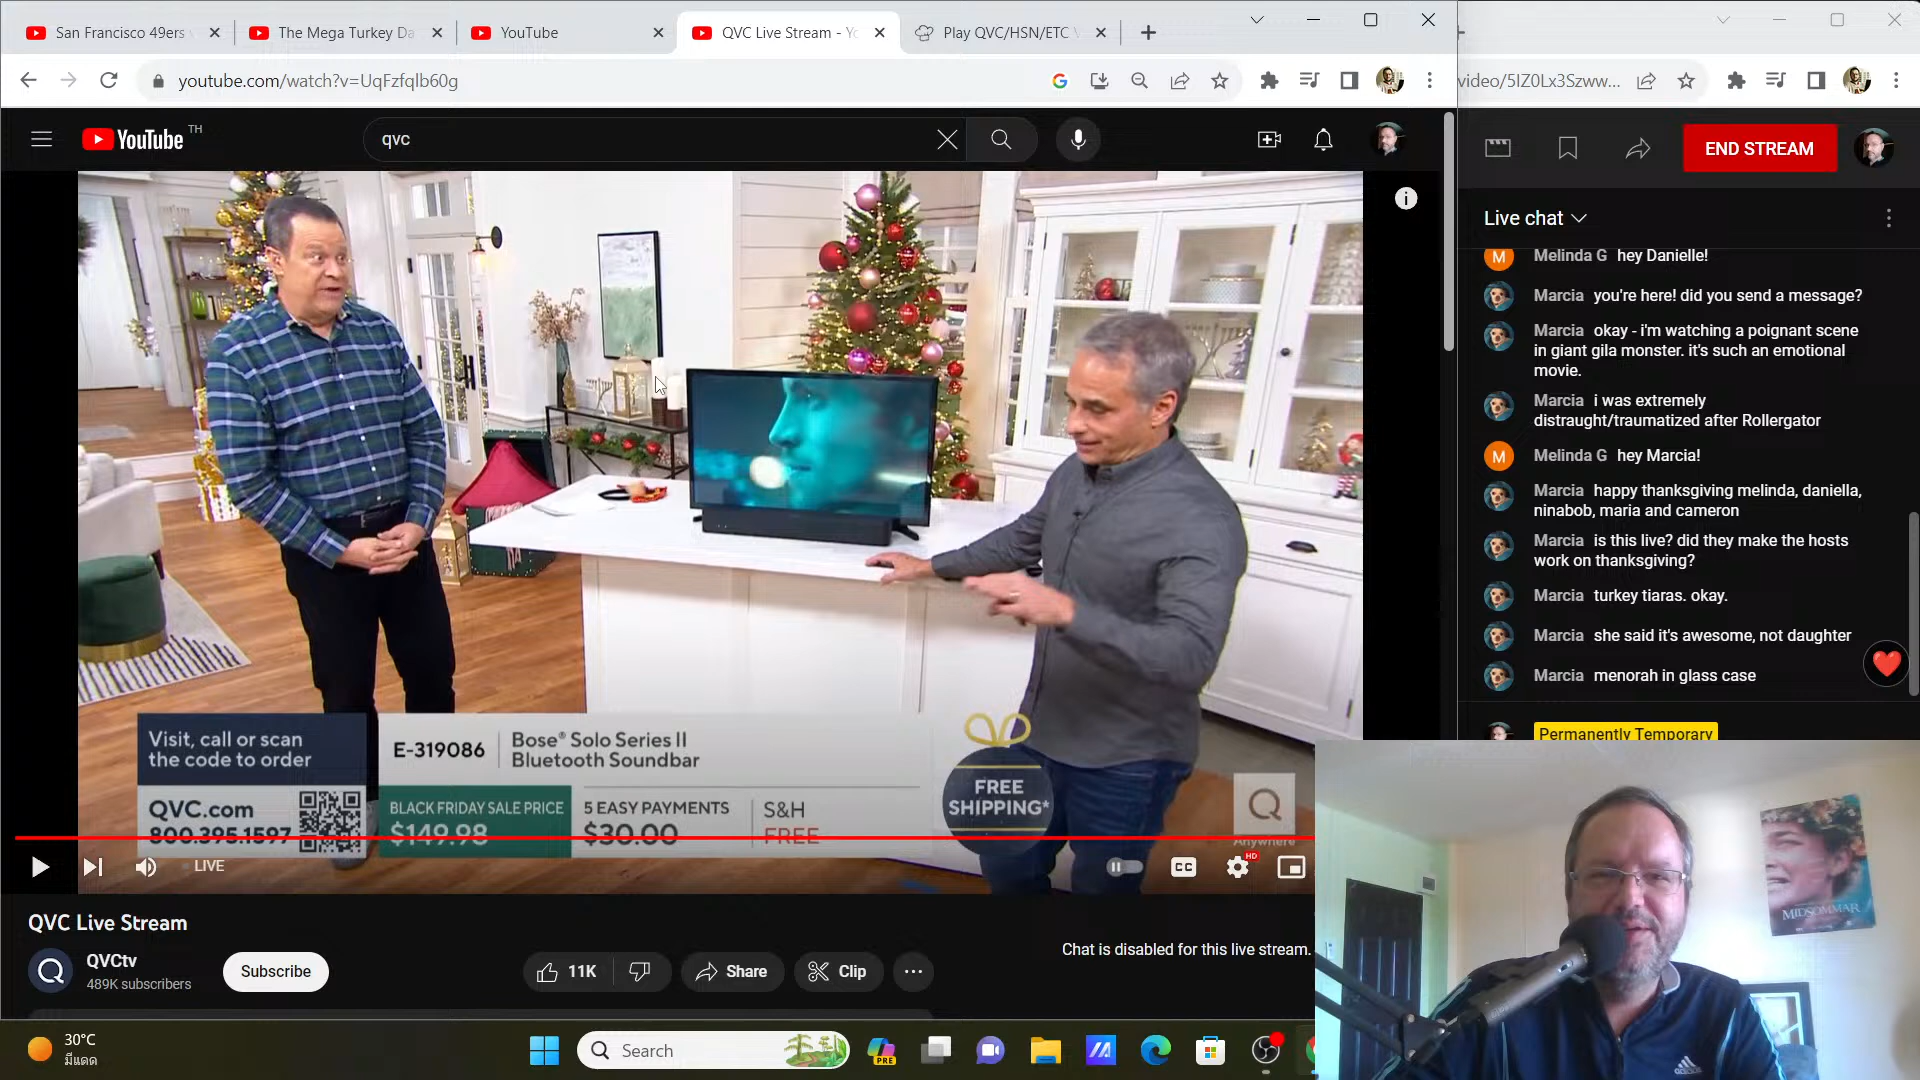 San Francisco 49ers
The Mega Turkey Da
YouTube
QVC Live Stream - Yo
Play QVC/HSN/ETC
youtube.com/watch?v=UqFzfqlb60g
video/5IZ0Lx3Szww...
YouTube TH
qvc
END STREAM
Live chat
Melinda G hey Danielle!
Marcia you're here! did you send a message?
Marcia okay - i'm watching a poignant scene
in giant gila monster. it's such an emotional
movie.
Marcia i was extremely
distraught/traumatized after Rollergator
Melinda G hey Marcia!
Marcia happy thanksgiving melinda, daniella,
ninabob, maria and cameron
Marcia is this live? did they make the hosts
work on thanksgiving?
Marcia turkey tiaras. okay.
Marcia she said it's awesome, not daughter
Marcia menorah in glass case
Permanently Temporary
Visit, call or scan
the code to order
QVC.com
800.395.1597
E-319086
Bose® Solo Series II
Bluetooth Soundbar
BLACK FRIDAY SALE PRICE
$149.98
5 EASY PAYMENTS
$30.00
S&H
FREE
FREE
SHIPPING*
Q
Anywhere
LIVE
CC
HD
QVC Live Stream
QVCtv
489K subscribers
Subscribe
11K
Share
Clip
Chat is disabled for this live stream.
MIDSOMMAR
adidas
30°C
มีแดด
Search
PRE